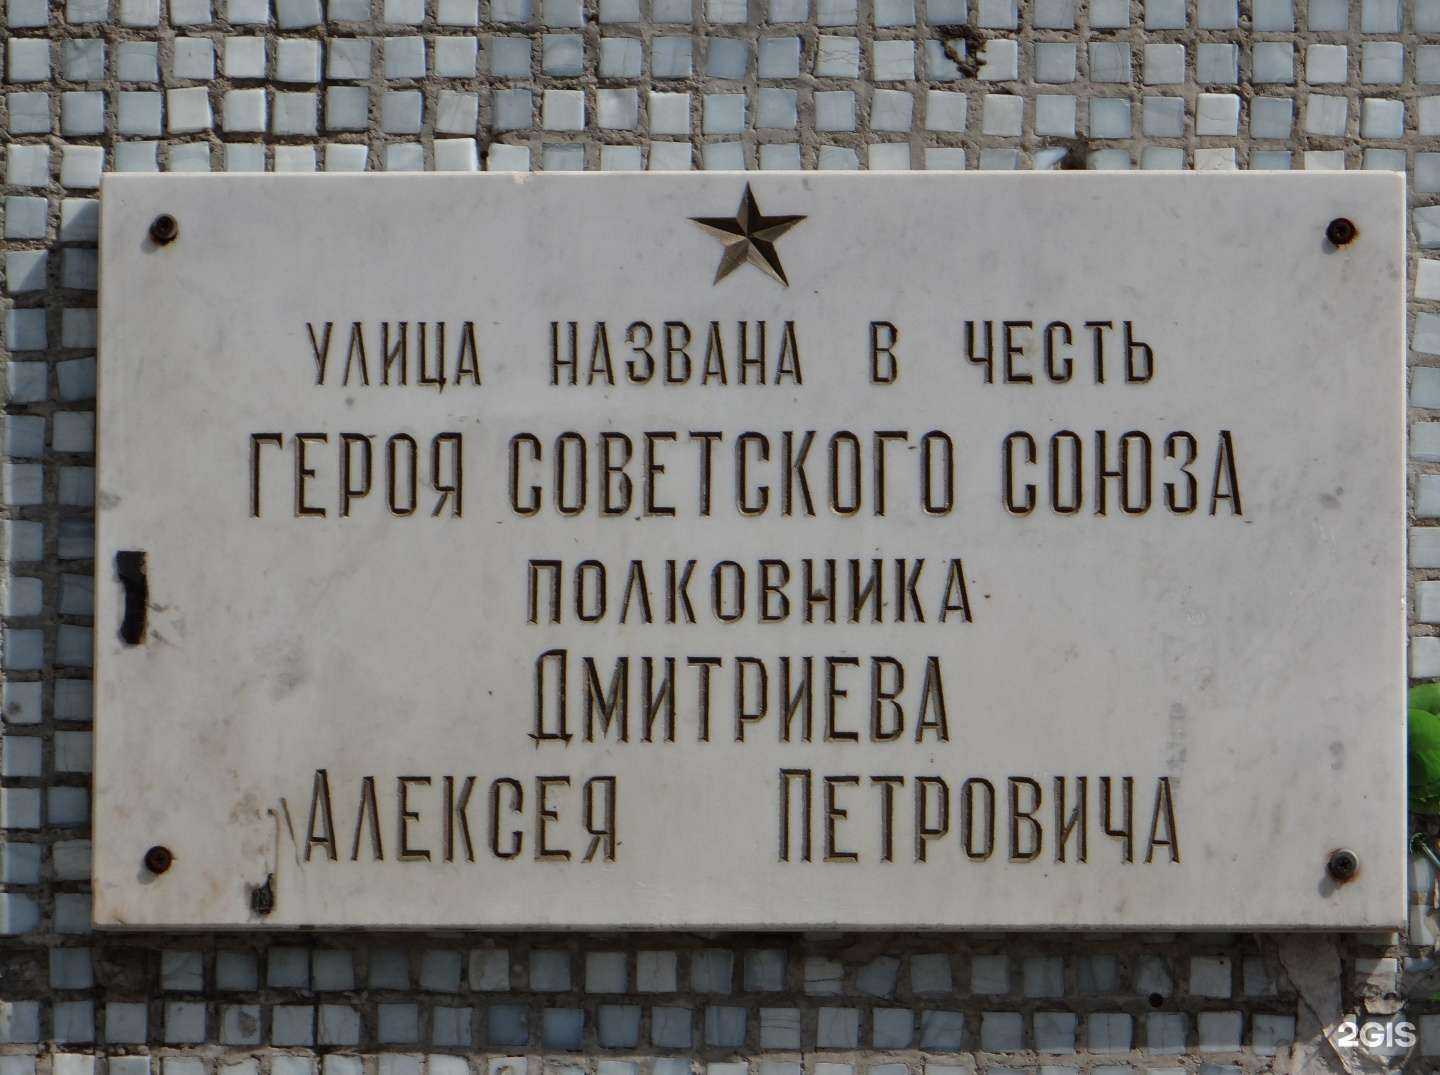 УЛИЦА НАЗВАНА В ЧЕСТЬ
ГЕРОЯ СОВЕТСКОГО СОЮЗА
ПОЛКОВНИКА
ДМИТРИЕВА
АЛЕКСЕЯ ПЕТРОВИЧА
2GIS